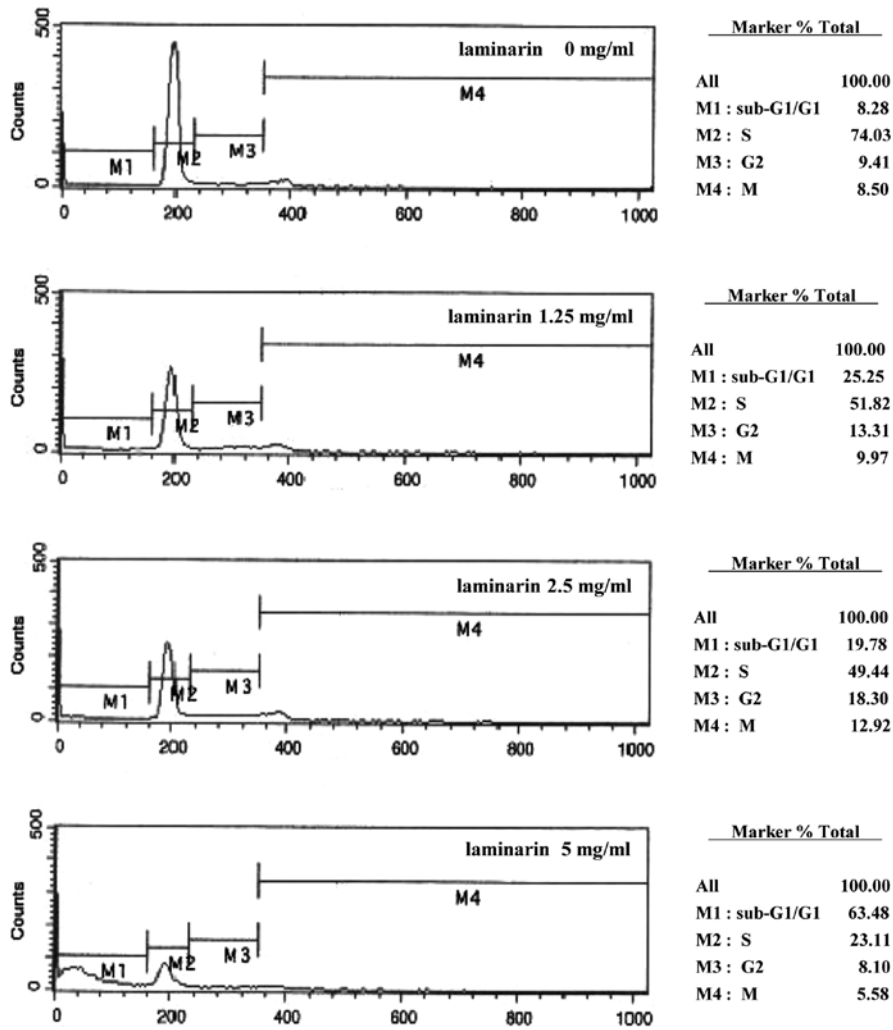 500
laminarin 0 mg/ml
M4
Counts
M1
M2
M3
0
0 200 400 600 800 1000
Marker % Total
All 100.00
M1 : sub-G1/G1 8.28
M2 : S 74.03
M3 : G2 9.41
M4 : M 8.50
500
laminarin 1.25 mg/ml
M4
Counts
M1
M2
M3
0
0 200 400 600 800 1000
Marker % Total
All 100.00
M1 : sub-G1/G1 25.25
M2 : S 51.82
M3 : G2 13.31
M4 : M 9.97
500
laminarin 2.5 mg/ml
M4
Counts
M1
M2
M3
0
0 200 400 600 800 1000
Marker % Total
All 100.00
M1 : sub-G1/G1 19.78
M2 : S 49.44
M3 : G2 18.30
M4 : M 12.92
500
laminarin 5 mg/ml
M4
Counts
M1
M2
M3
0
0 200 400 600 800 1000
Marker % Total
All 100.00
M1 : sub-G1/G1 63.48
M2 : S 23.11
M3 : G2 8.10
M4 : M 5.58